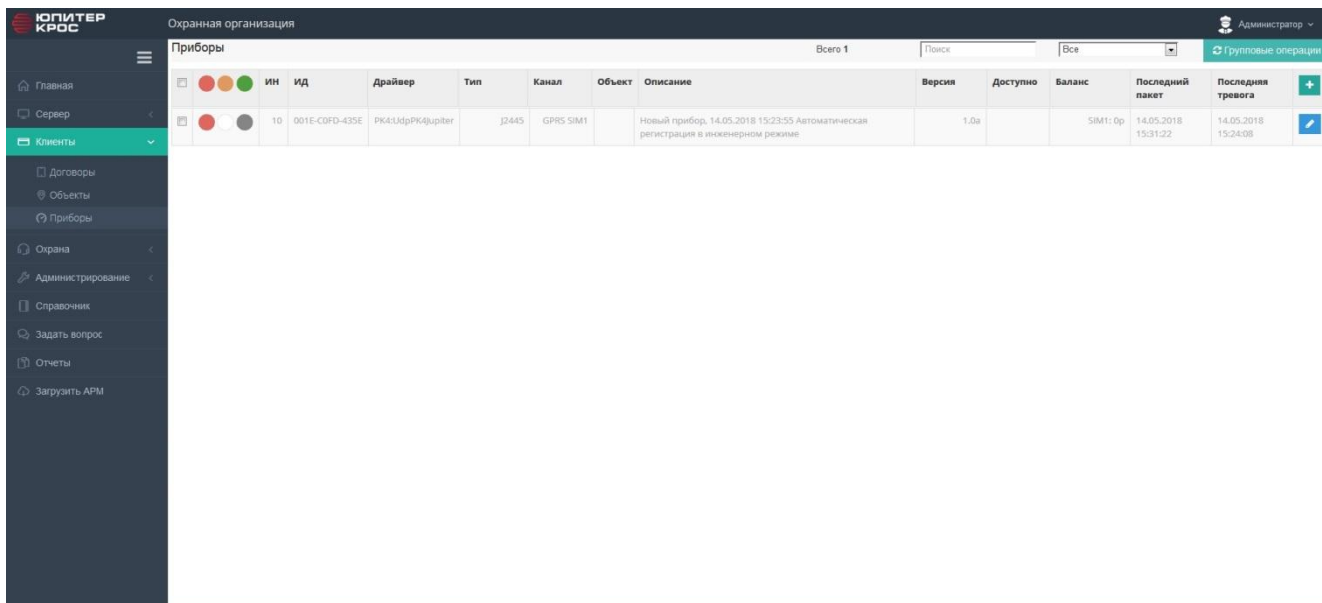 ЮПИТЕР
КРОС
Охранная организация
Администратор
Приборы
Всего 1
Поиск
Все
Групповые операции
Главная
Сервер
Клиенты
Договоры
Объекты
Приборы
Охрана
Администрирование
Справочник
Задать вопрос
Отчеты
Загрузить АРМ
ИН ИД Драйвер Тип Канал Объект Описание Версия Доступно Баланс Последний пакет Последняя тревога
10 001E-C0FD-435E PK4:UdpPK4Jupiter J2445 GPRS SIM1 Новый прибор, 14.05.2018 15:23:55 Автоматическая 1.0a SIM1: 0р 14.05.2018 14.05.2018
регистрация в инженерном режиме 15:31:22 15:24:08